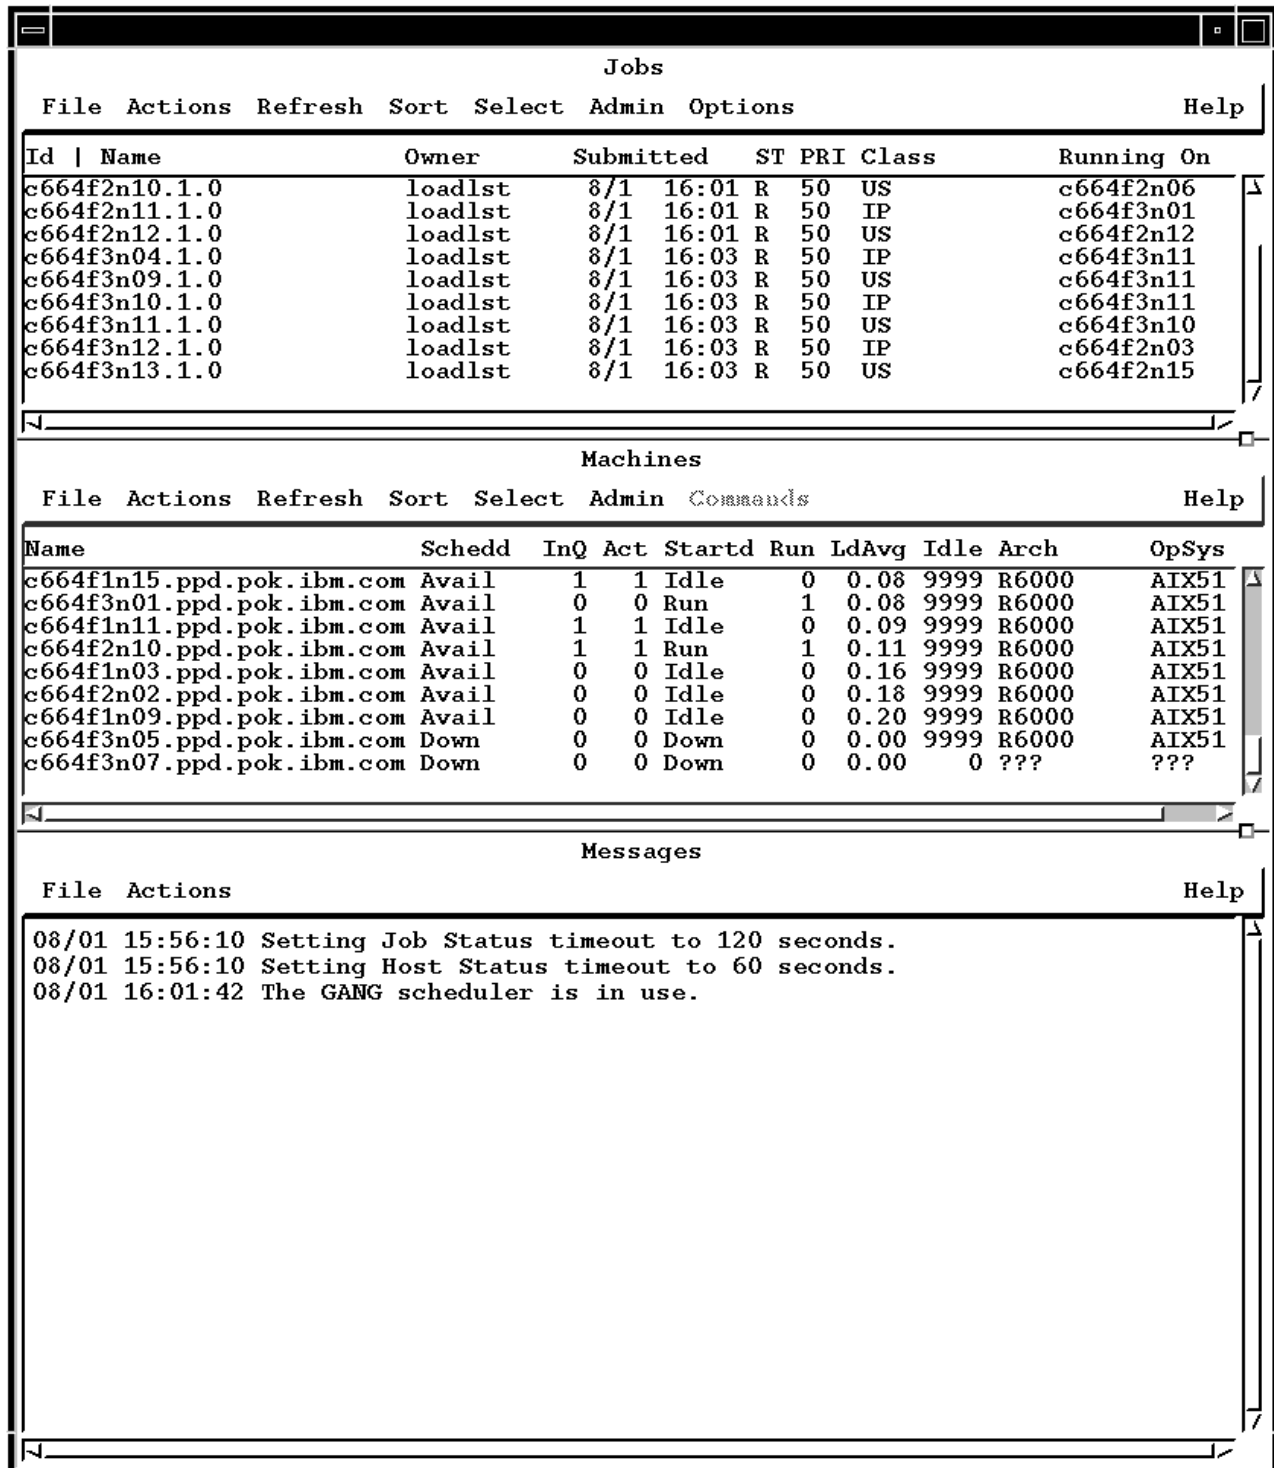 Jobs
File Actions Refresh Sort Select Admin Options Help
Id | Name Owner Submitted ST PRI Class Running On
c664f2n10.1.0 loadlst 8/1 16:01 R 50 US c664f2n06
c664f2n11.1.0 loadlst 8/1 16:01 R 50 IP c664f3n01
c664f2n12.1.0 loadlst 8/1 16:01 R 50 US c664f2n12
c664f3n04.1.0 loadlst 8/1 16:03 R 50 IP c664f3n11
c664f3n09.1.0 loadlst 8/1 16:03 R 50 US c664f3n11
c664f3n10.1.0 loadlst 8/1 16:03 R 50 IP c664f3n11
c664f3n11.1.0 loadlst 8/1 16:03 R 50 US c664f3n10
c664f3n12.1.0 loadlst 8/1 16:03 R 50 IP c664f2n03
c664f3n13.1.0 loadlst 8/1 16:03 R 50 US c664f2n15
Machines
File Actions Refresh Sort Select Admin Commands Help
Name Schedd InQ Act Startd Run LdAvg Idle Arch OpSys
c664f1n15.ppd.pok.ibm.com Avail 1 1 Idle 0 0.08 9999 R6000 AIX51
c664f3n01.ppd.pok.ibm.com Avail 0 0 Run 1 0.08 9999 R6000 AIX51
c664f1n11.ppd.pok.ibm.com Avail 1 1 Idle 0 0.09 9999 R6000 AIX51
c664f2n10.ppd.pok.ibm.com Avail 1 1 Run 1 0.11 9999 R6000 AIX51
c664f1n03.ppd.pok.ibm.com Avail 0 0 Idle 0 0.16 9999 R6000 AIX51
c664f2n02.ppd.pok.ibm.com Avail 0 0 Idle 0 0.18 9999 R6000 AIX51
c664f1n09.ppd.pok.ibm.com Avail 0 0 Idle 0 0.20 9999 R6000 AIX51
c664f3n05.ppd.pok.ibm.com Down 0 0 Down 0 0.00 9999 R6000 AIX51
c664f3n07.ppd.pok.ibm.com Down 0 0 Down 0 0.00 0 ??? ???
Messages
File Actions Help
08/01 15:56:10 Setting Job Status timeout to 120 seconds.
08/01 15:56:10 Setting Host Status timeout to 60 seconds.
08/01 16:01:42 The GANG scheduler is in use.